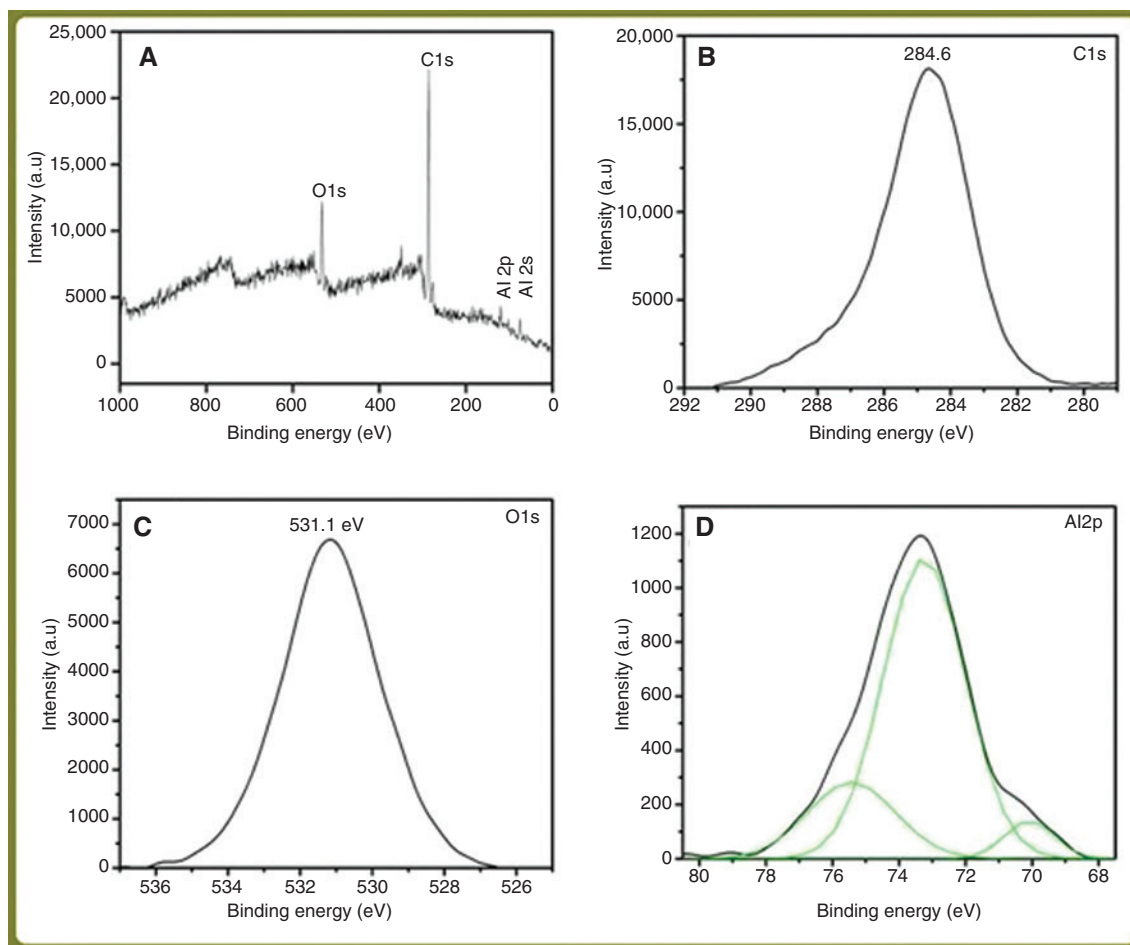 A
25,000
20,000
15,000
10,000
5000
0
Intensity (a.u)
C1s
O1s
Al 2p
Al 2s
1000 800 600 400 200 0
Binding energy (eV)
B
284.6
C1s
20,000
15,000
10,000
5000
0
Intensity (a.u)
292 290 288 286 284 282 280
Binding energy (eV)
C
531.1 eV
O1s
7000
6000
5000
4000
3000
2000
1000
0
Intensity (a.u)
536 534 532 530 528 526
Binding energy (eV)
D
Al2p
1200
1000
800
600
400
200
0
Intensity (a.u)
80 78 76 74 72 70 68
Binding energy (eV)